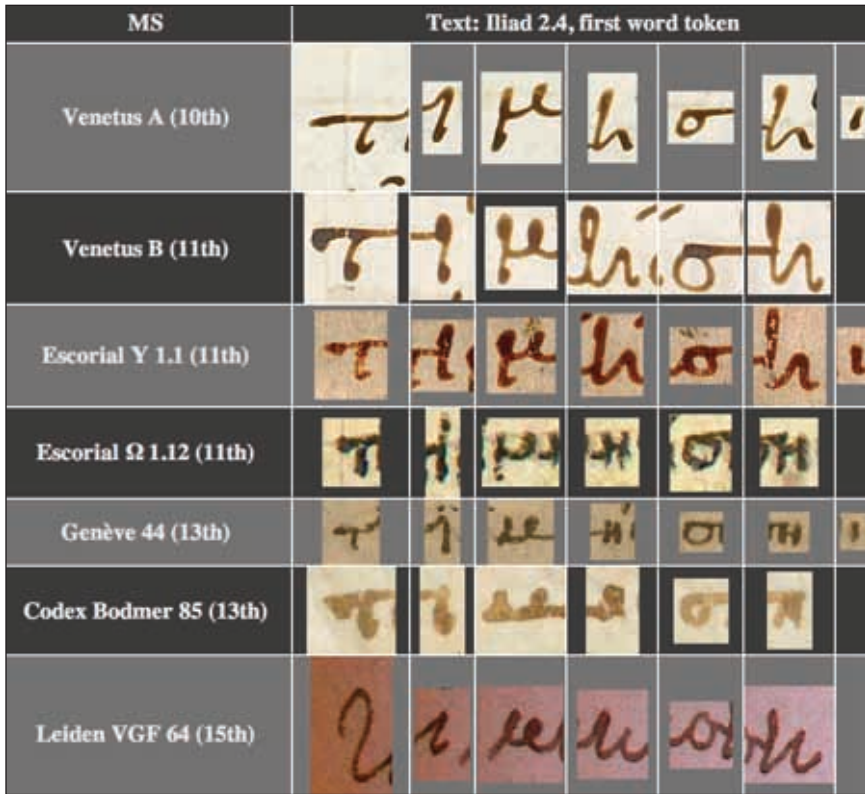 MS Text: Iliad 2.4, first word token
Venetus A (10th) τ ι μ η σ η ι
Venetus B (11th) τ ι μ η σ η
Escorial Υ 1.1 (11th) τ ι μ η σ η ι
Escorial Ω 1.12 (11th) τ ι μ η σ η
Genève 44 (13th) τ ι μ η σ η ι
Codex Bodmer 85 (13th) τ ι μ η σ η
Leiden VGF 64 (15th) τ ι μ η σ η